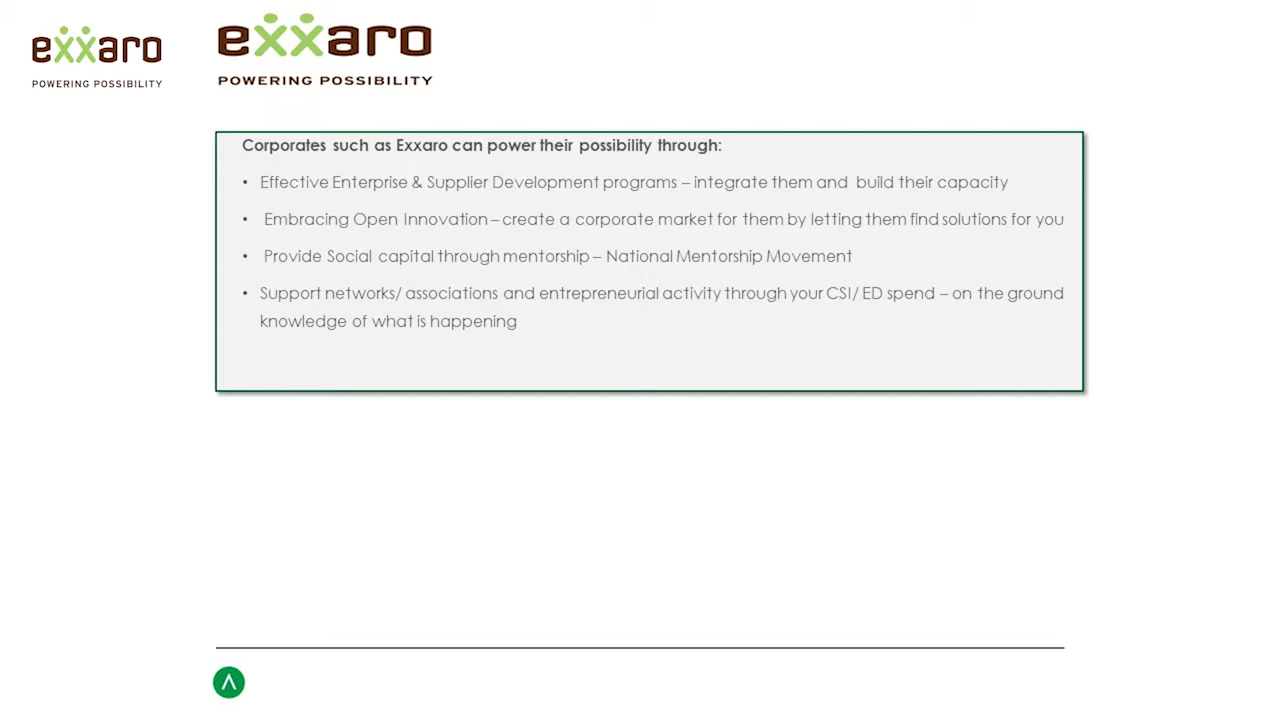 exxaro
POWERING POSSIBILITY
exxaro
POWERING POSSIBILITY
Corporates such as Exxaro can power their possibility through:
• Effective Enterprise & Supplier Development programs – integrate them and build their capacity
• Embracing Open Innovation – create a corporate market for them by letting them find solutions for you
• Provide Social capital through mentorship – National Mentorship Movement
• Support networks/ associations and entrepreneurial activity through your CSI/ ED spend – on the ground
knowledge of what is happening